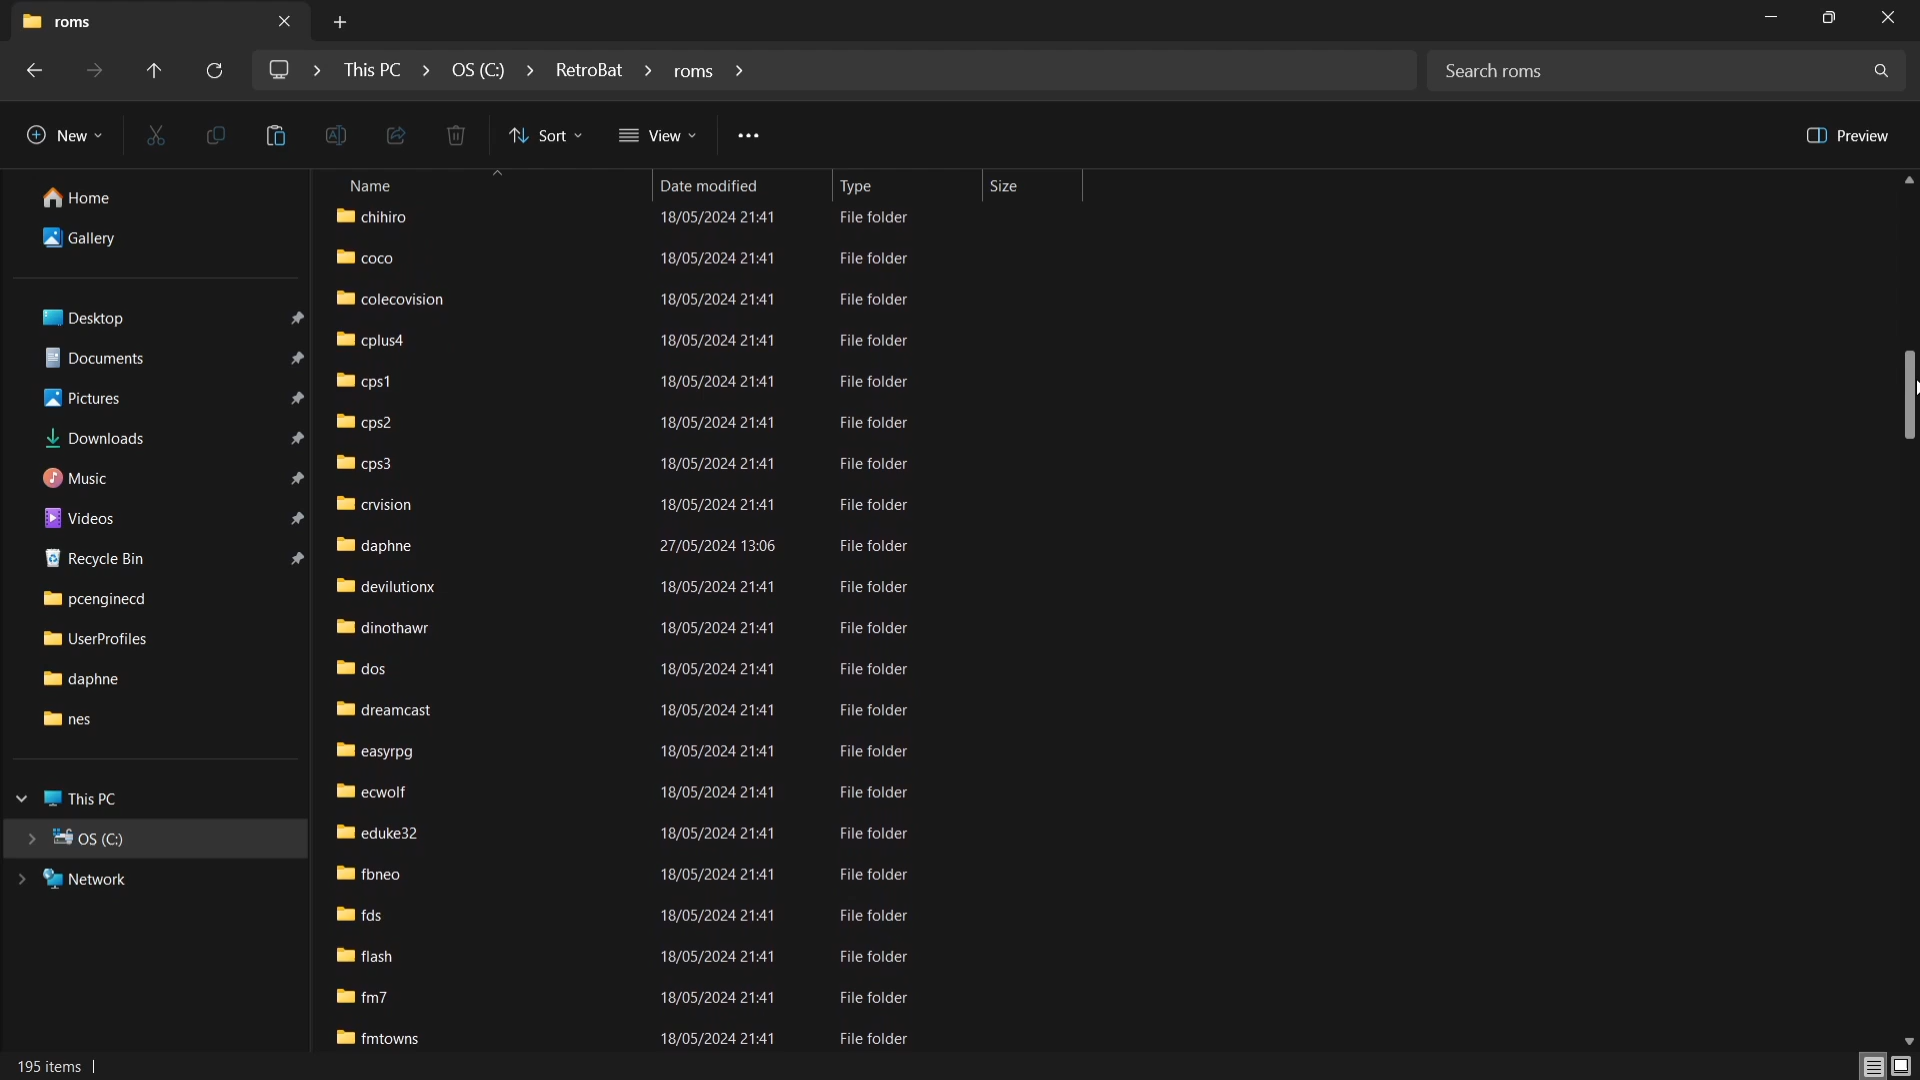 roms
This PC OS (C:) RetroBat roms
Search roms
New Sort View Preview
Name Date modified Type Size
Home
Gallery
Desktop
Documents
Pictures
Downloads
Music
Videos
Recycle Bin
pcenginecd
UserProfiles
daphne
nes
This PC
OS (C:)
Network
chihiro 18/05/2024 21:41 File folder
coco 18/05/2024 21:41 File folder
colecovision 18/05/2024 21:41 File folder
cplus4 18/05/2024 21:41 File folder
cps1 18/05/2024 21:41 File folder
cps2 18/05/2024 21:41 File folder
cps3 18/05/2024 21:41 File folder
crvision 18/05/2024 21:41 File folder
daphne 27/05/2024 13:06 File folder
devilutionx 18/05/2024 21:41 File folder
dinothawr 18/05/2024 21:41 File folder
dos 18/05/2024 21:41 File folder
dreamcast 18/05/2024 21:41 File folder
easyrpg 18/05/2024 21:41 File folder
ecwolf 18/05/2024 21:41 File folder
eduke32 18/05/2024 21:41 File folder
fbneo 18/05/2024 21:41 File folder
fds 18/05/2024 21:41 File folder
flash 18/05/2024 21:41 File folder
fm7 18/05/2024 21:41 File folder
fmtowns 18/05/2024 21:41 File folder
195 items